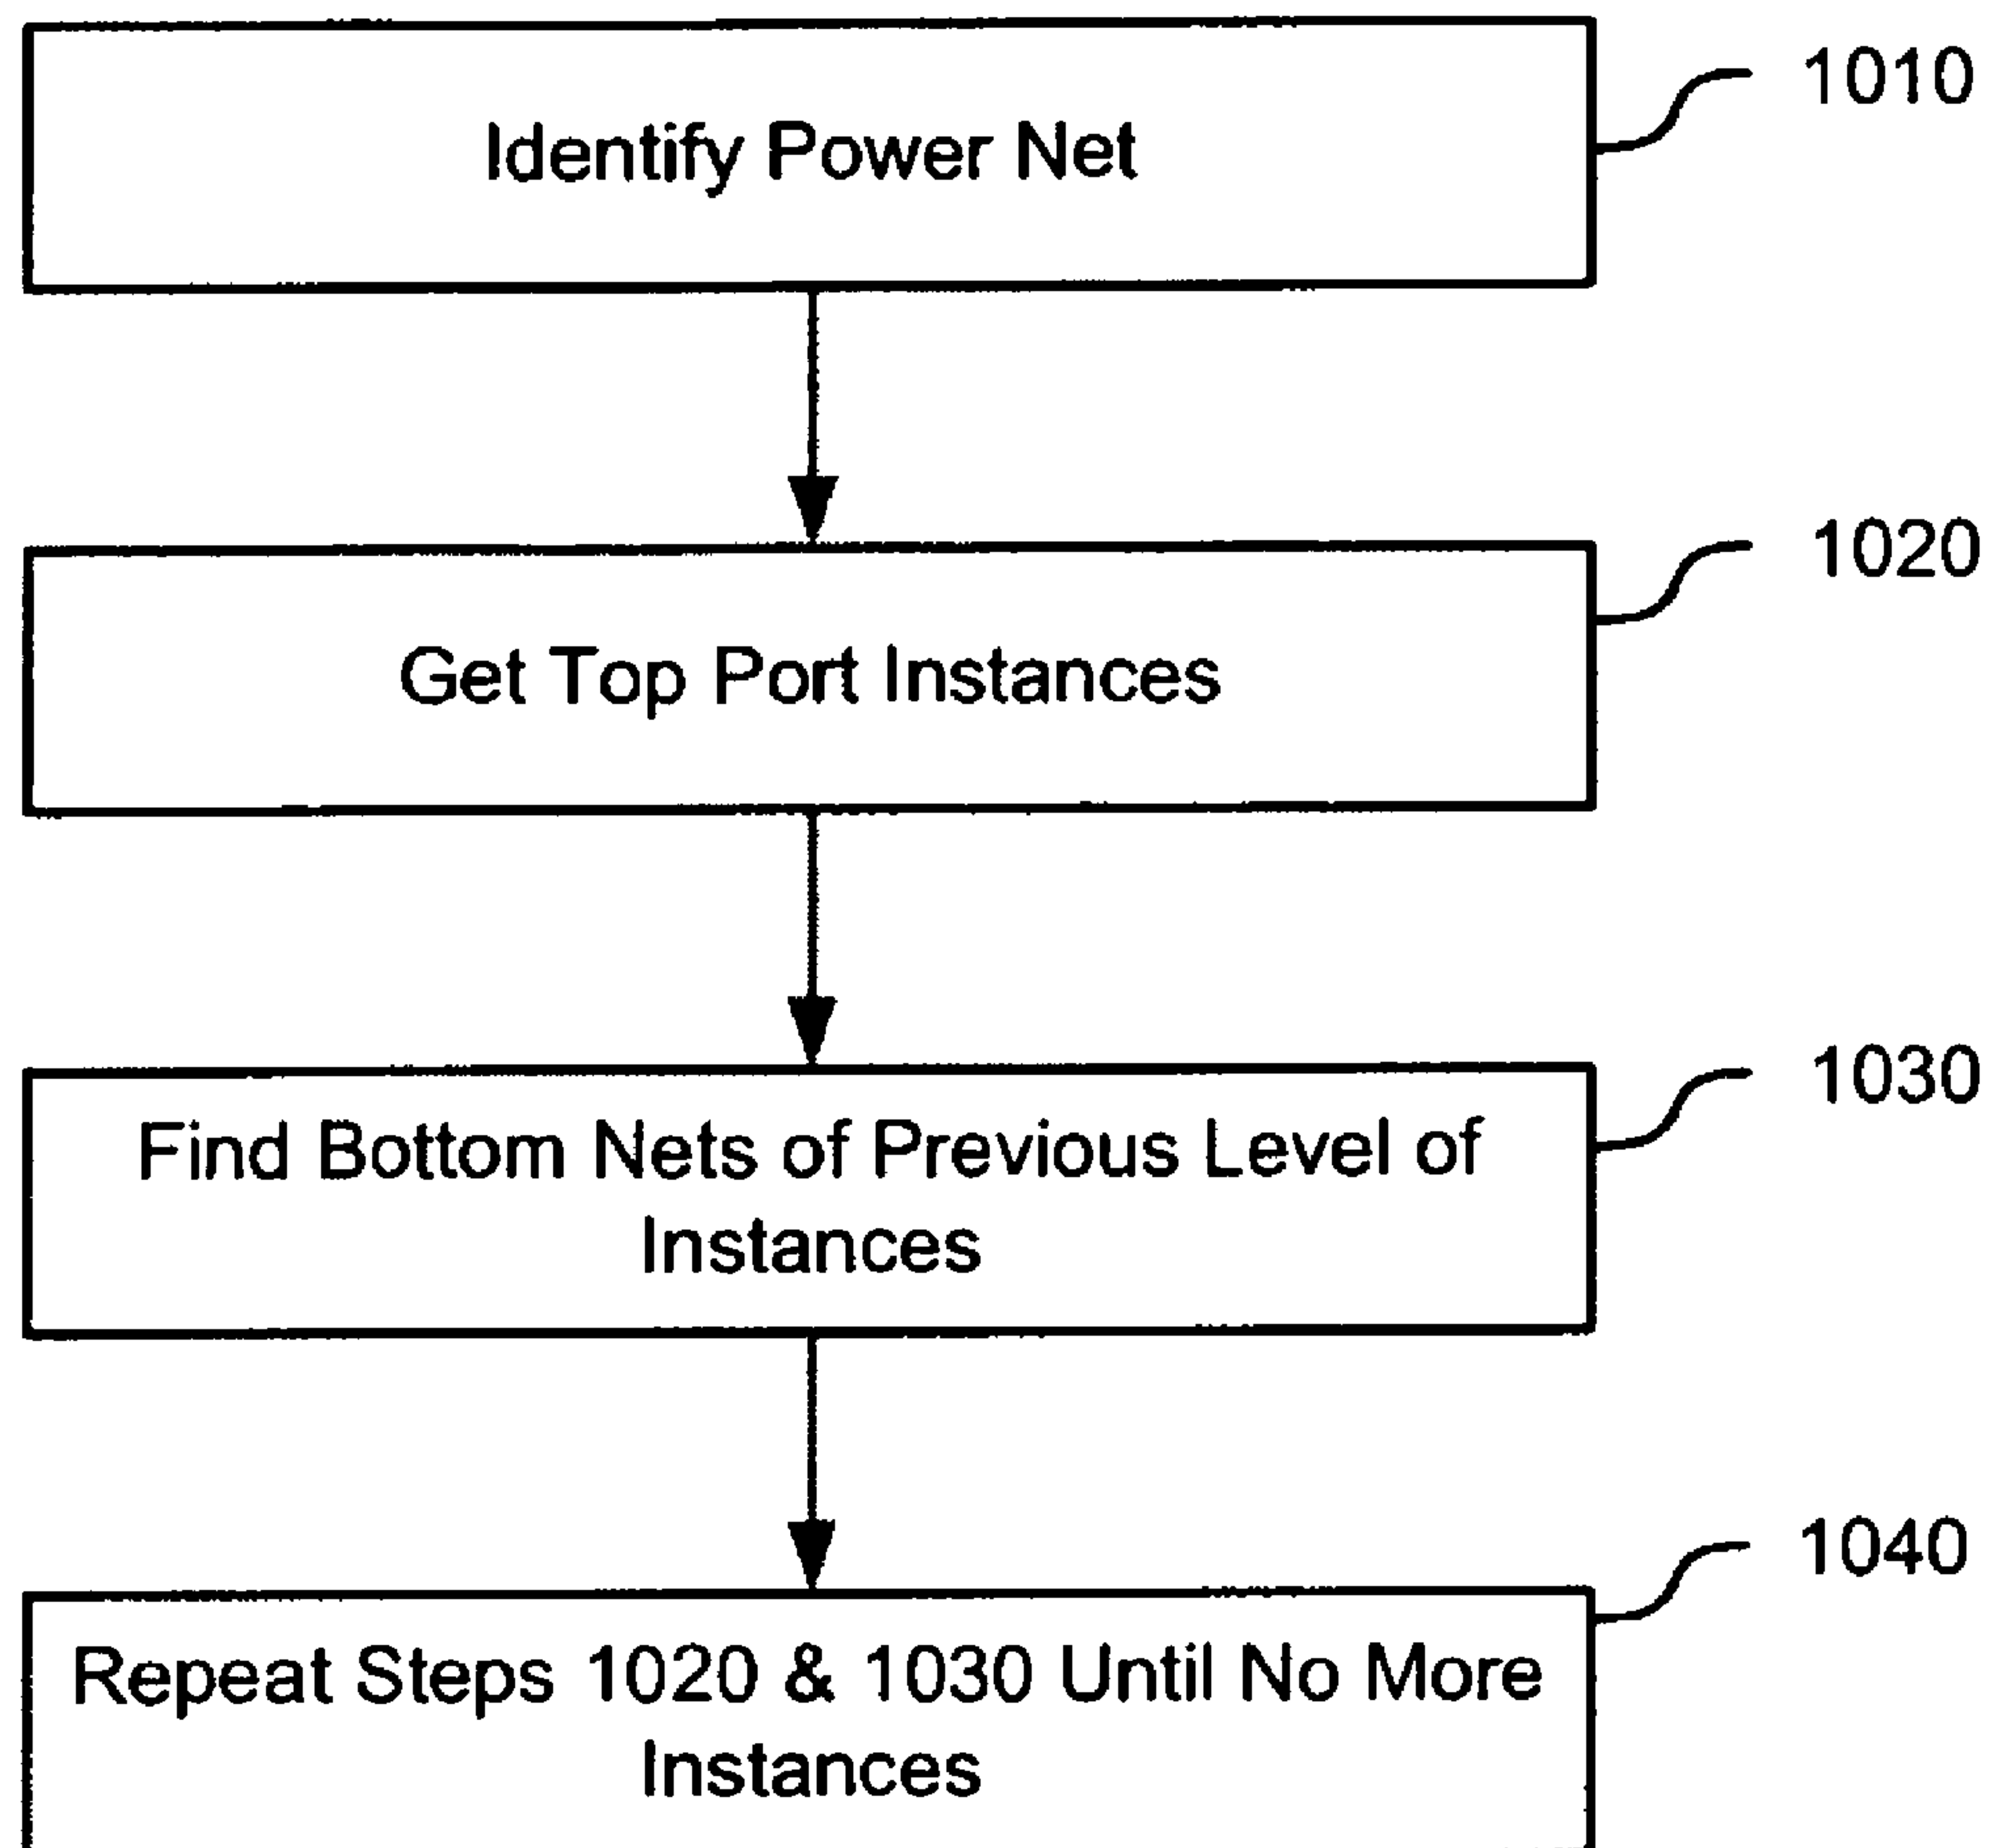 Identify Power Net
1010
Get Top Port Instances
1020
Find Bottom Nets of Previous Level of
Instances
1030
Repeat Steps 1020 & 1030 Until No More
Instances
1040